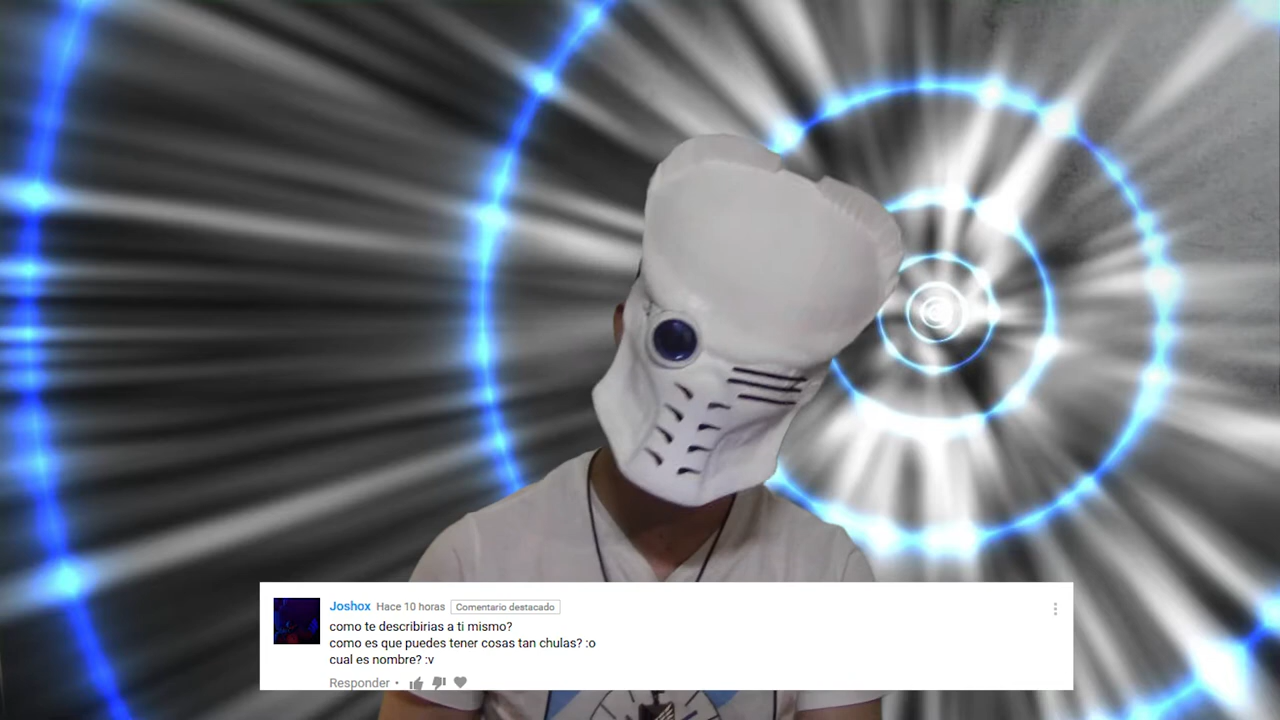 Joshox Hace 10 horas Comentario destacado
como te describirias a ti mismo?
como es que puedes tener cosas tan chulas? :o
cual es nombre? :v
Responder •